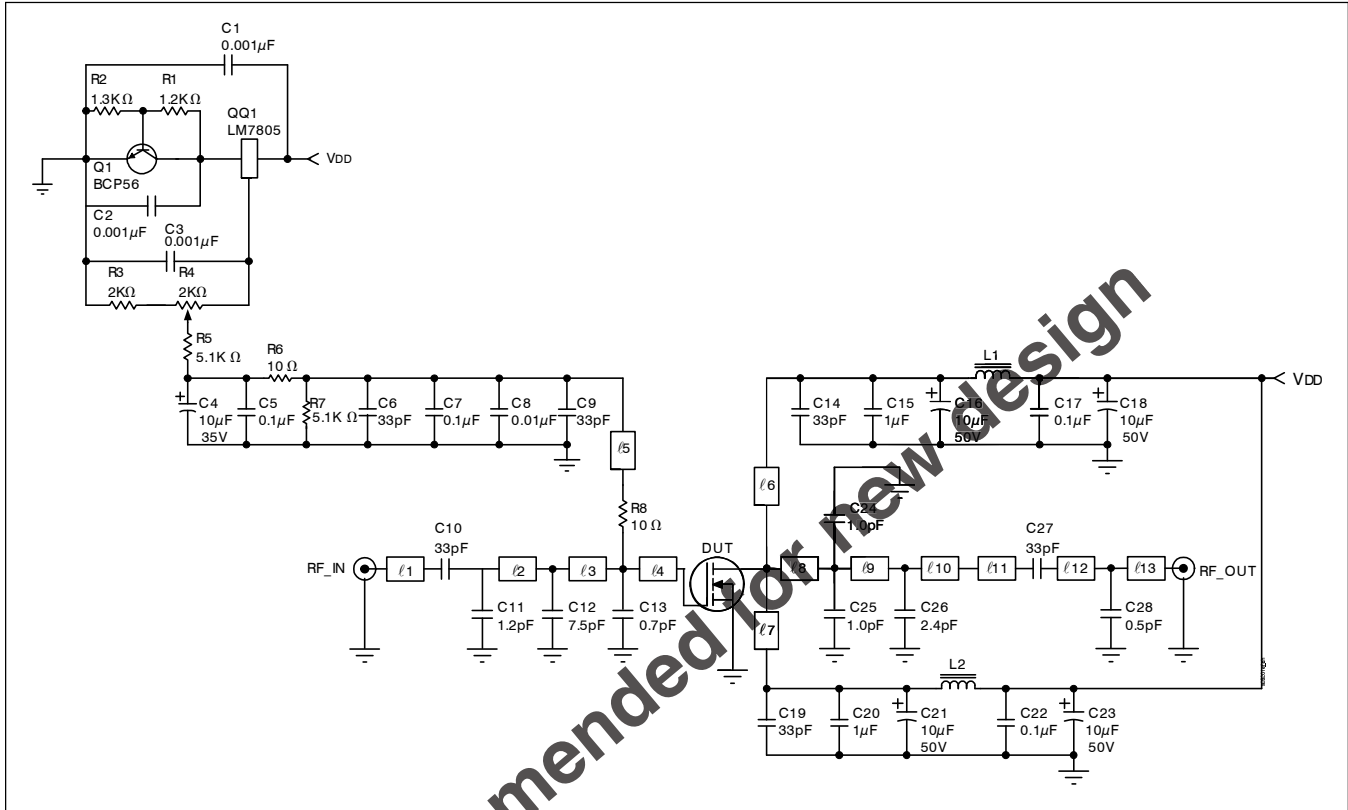 C1
0.001µF
R2
1.3KΩ
R1
1.2KΩ
QQ1
LM7805
VDD
Q1
BCP56
C2
0.001µF
C3
0.001µF
R3
2KΩ
R4
2KΩ
R5
5.1K Ω
R6
10 Ω
C4
10µF
35V
C5
0.1µF
R7
5.1K Ω
C6
33pF
C7
0.1µF
C8
0.01µF
C9
33pF
ℓ5
R8
10 Ω
RF_IN
ℓ1
C10
33pF
ℓ2
ℓ3
ℓ4
C11
1.2pF
C12
7.5pF
C13
0.7pF
DUT
ℓ6
ℓ7
C14
33pF
C15
1µF
C16
10µF
50V
L1
C17
0.1µF
C18
10µF
50V
VDD
C24
1.0pF
ℓ8
ℓ9
ℓ10
ℓ11
C27
33pF
ℓ12
ℓ13
RF_OUT
C25
1.0pF
C26
2.4pF
C28
0.5pF
L2
C19
33pF
C20
1µF
C21
10µF
50V
C22
0.1µF
C23
10µF
50V
mended for new design